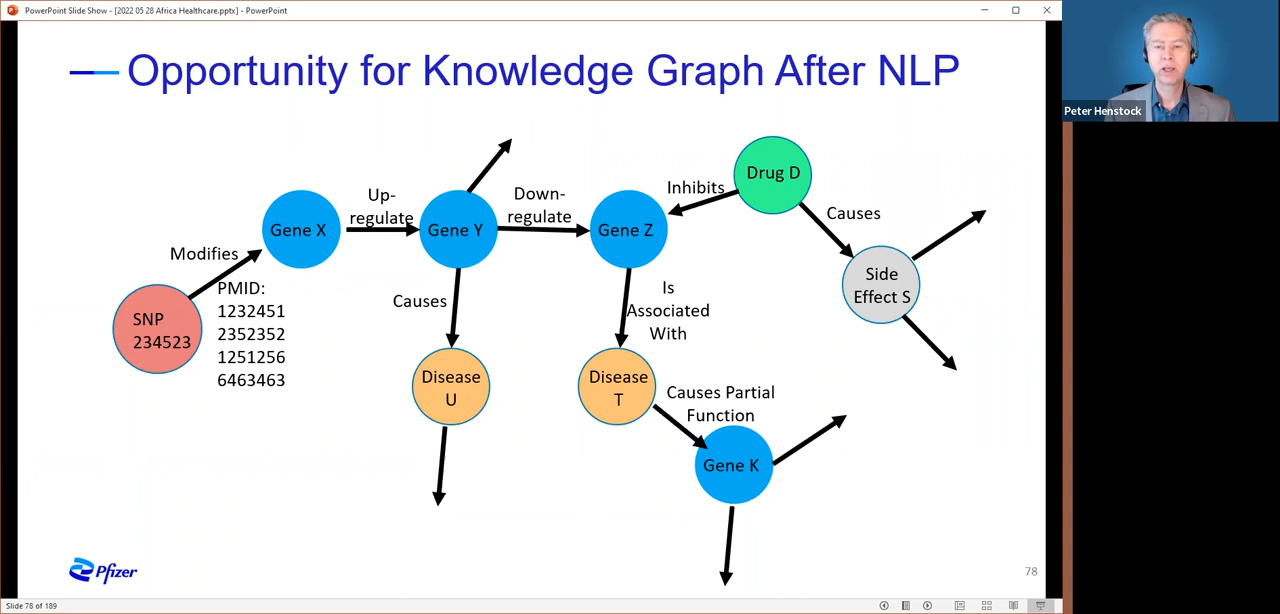 PowerPoint Slide Show - [2022 05 28 Africa Healthcare.pptx] - PowerPoint
Opportunity for Knowledge Graph After NLP
Peter Henstock
Drug D
Inhibits
Causes
Up-
regulate
Down-
regulate
Gene X
Gene Y
Gene Z
Modifies
Side
Effect S
PMID:
1232451
2352352
1251256
6463463
SNP
234523
Causes
Is
Associated
With
Disease
U
Disease
T
Causes Partial
Function
Gene K
Pfizer
78
Slide 78 of 189